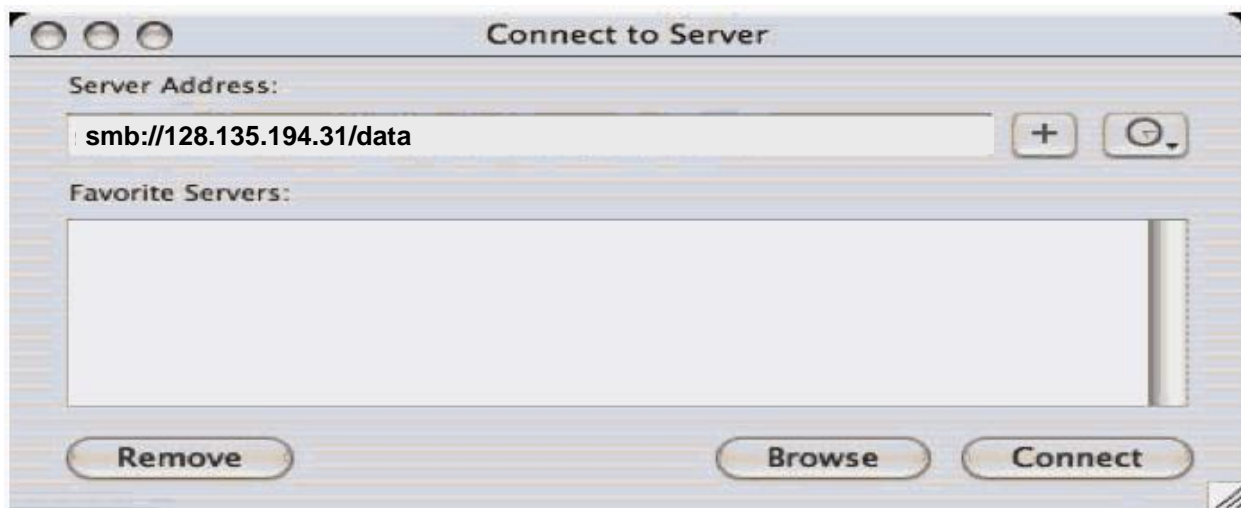 Connect to Server
Server Address:
smb://128.135.194.31/data
+
Favorite Servers:
Remove
Browse
Connect